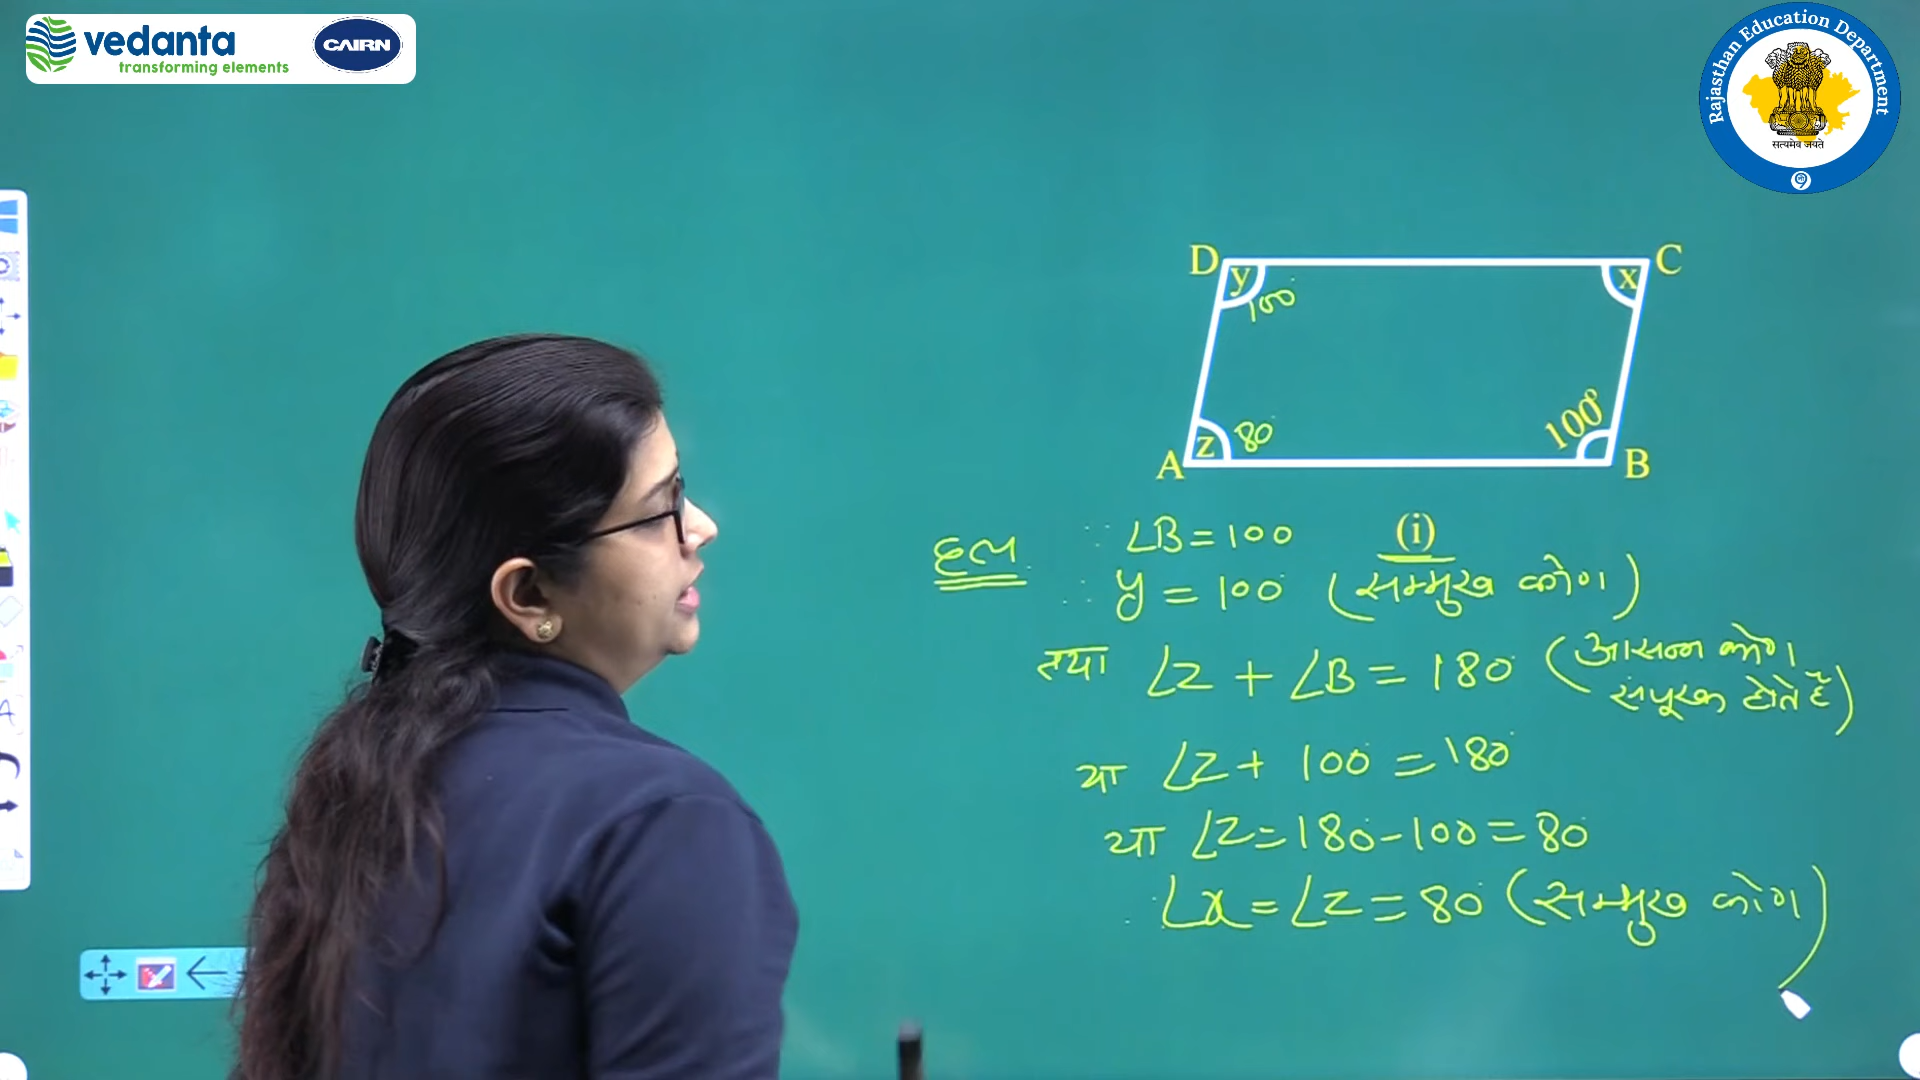 vedanta
transforming elements
CAIRN
Rajasthan Education Department
सत्यमेव जयते
D y 100 x C
A z 80 100° B
(i)
हल ∵ ∠B = 100
∴ y = 100 (सम्मुख कोण)
तथा ∠z + ∠B = 180 (आसन्न कोण
संपूरक होते हैं)
या ∠z + 100 = 180
या ∠z = 180 - 100 = 80
∴ ∠x = ∠z = 80 (सम्मुख कोण)